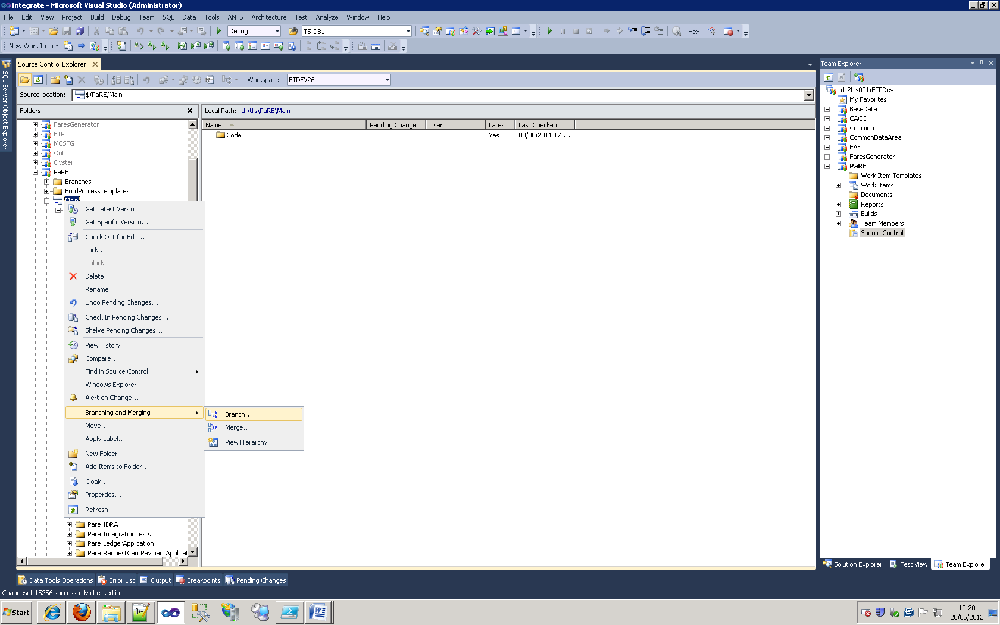 Integrate - Microsoft Visual Studio (Administrator)
File Edit View Project Build Debug Team SQL Data Tools ANTS Architecture Test Analyze Window Help
Debug TS-DB1 Hex
New Work Item
SQL Server Object Explorer
Source Control Explorer
Workspace: FTDEV26
Source location: $/PaRE/Main
Folders
Local Path: d:\tfs\PaRE\Main
Name Pending Change User Latest Last Check-in
Code Yes 08/08/2011 17:...
FaresGenerator
FTP
MCSFG
OoL
Oyster
PaRE
Branches
BuildProcessTemplates
Main
Get Latest Version
Get Specific Version...
Check Out for Edit...
Lock...
Unlock
Delete
Rename
Undo Pending Changes...
Check In Pending Changes...
Shelve Pending Changes...
View History
Compare...
Find in Source Control
Windows Explorer
Alert on Change...
Branching and Merging
Move...
Apply Label...
New Folder
Add Items to Folder...
Cloak...
Properties...
Refresh
Branch...
Merge...
View Hierarchy
Pare.IDRA
Pare.IntegrationTests
Pare.LedgerApplication
Pare.RequestCardPaymentApplicat
Team Explorer
tdc2tfs001\FTPDev
My Favorites
BaseData
CACC
Common
CommonDataArea
FAE
FaresGenerator
PaRE
Work Item Templates
Work Items
Documents
Reports
Builds
Team Members
Source Control
Solution Explorer Test View Team Explorer
Data Tools Operations Error List Output Breakpoints Pending Changes
Changeset 15256 successfully checked in.
Start
10:20
28/05/2012